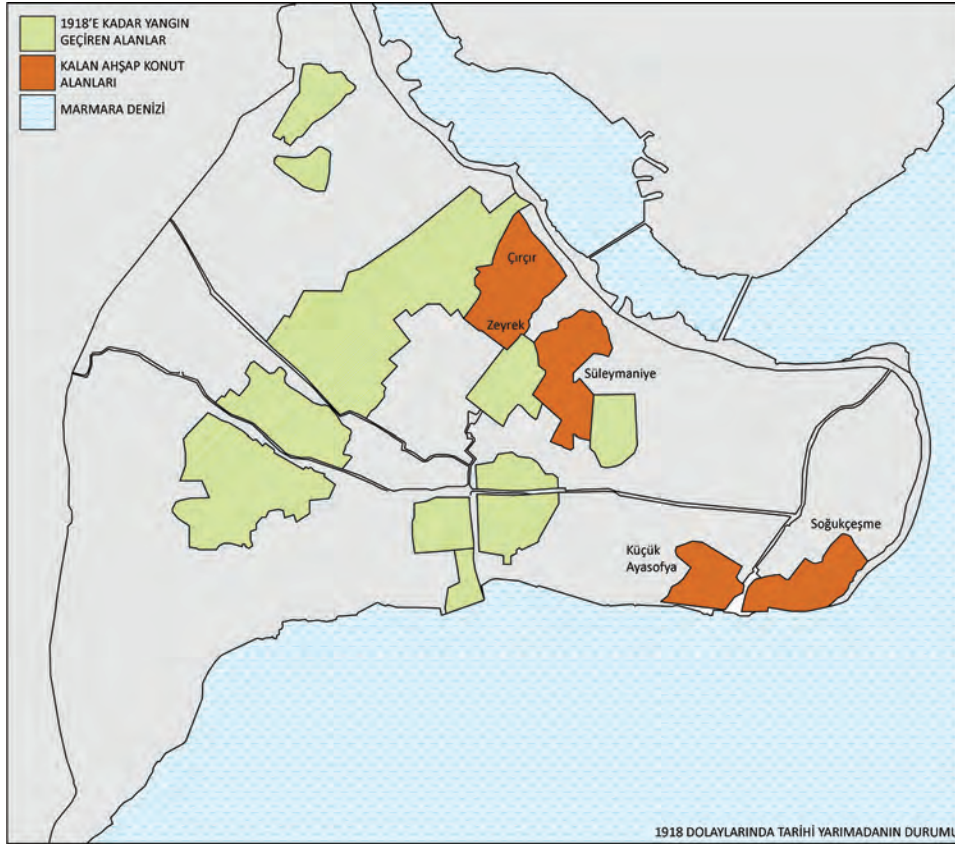 1918'E KADAR YANGIN
GEÇİREN ALANLAR
KALAN AHŞAP KONUT
ALANLARI
MARMARA DENİZİ
Çırçır
Zeyrek
Süleymaniye
Soğukçeşme
Küçük
Ayasofya
1918 DOLAYLARINDA TARİHİ YARIMADANIN DURUMU